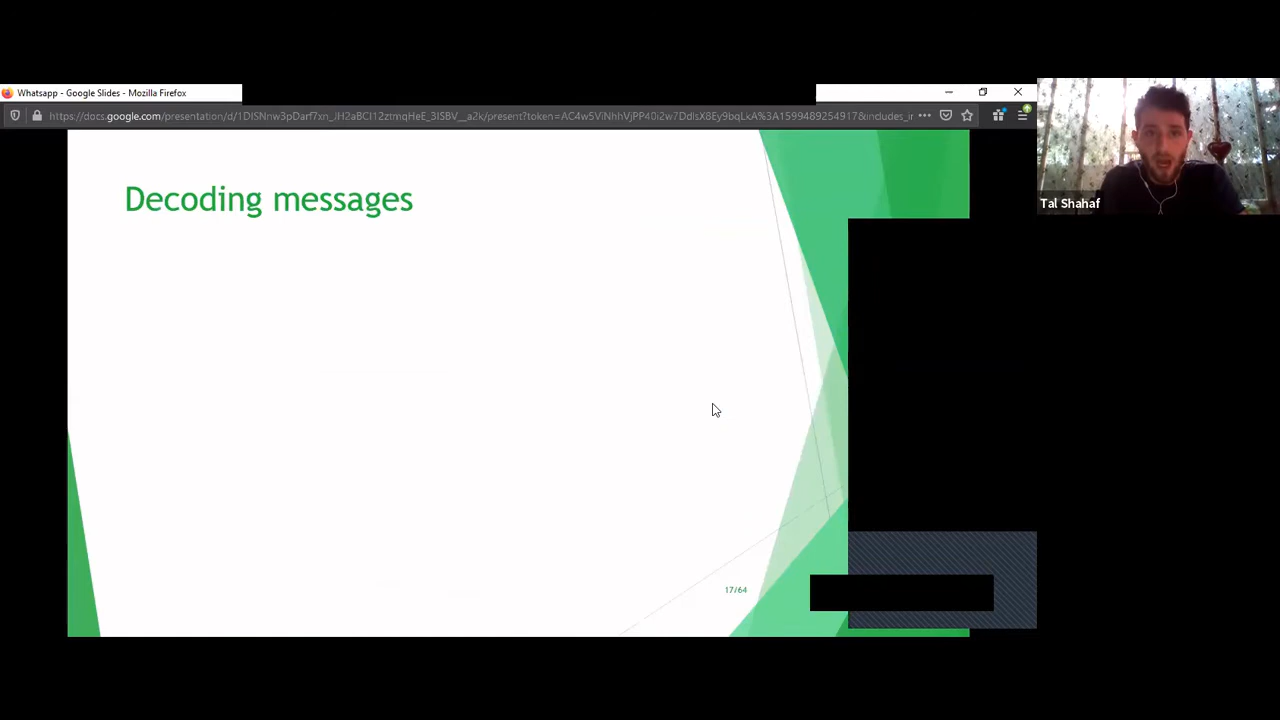 Whatsapp - Google Slides - Mozilla Firefox
Decoding messages
Tal Shahaf
17/64